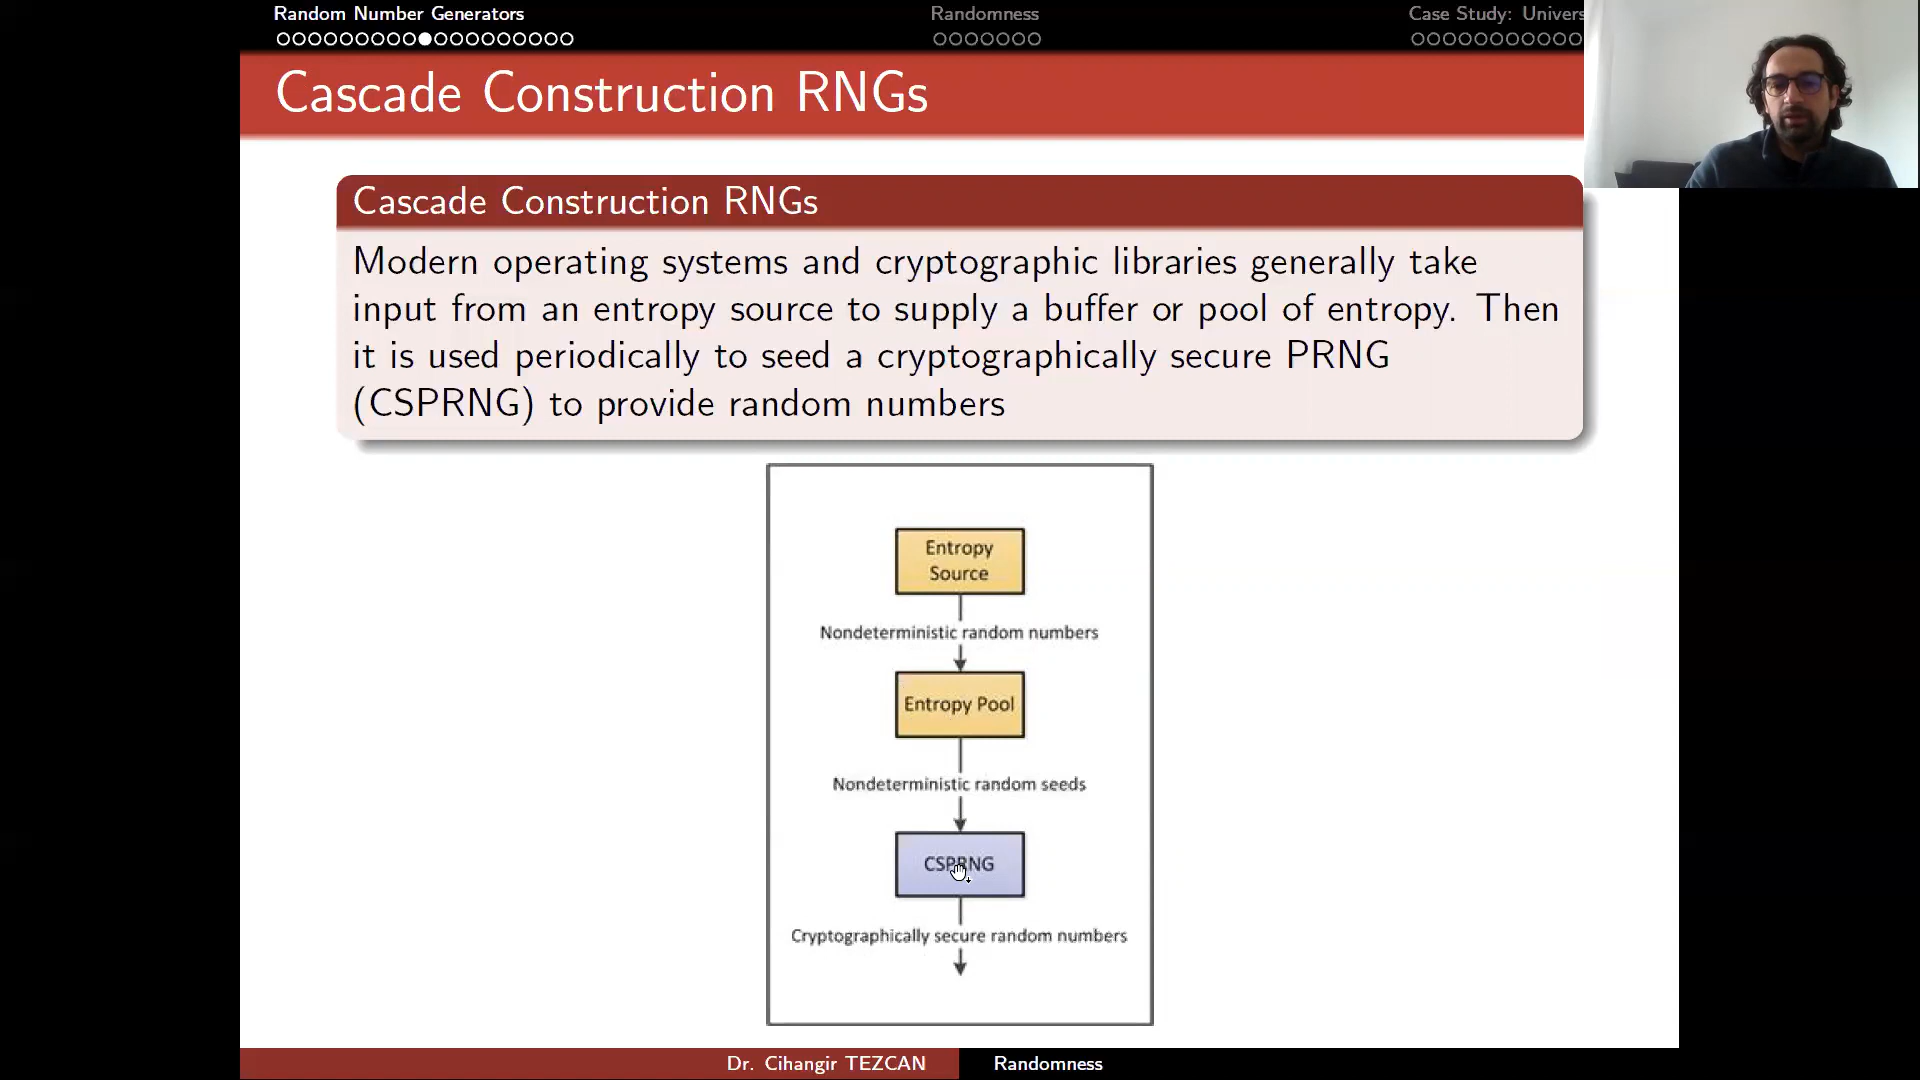 Random Number Generators
Randomness
Case Study: Univers
Cascade Construction RNGs
Cascade Construction RNGs
Modern operating systems and cryptographic libraries generally take
input from an entropy source to supply a buffer or pool of entropy. Then
it is used periodically to seed a cryptographically secure PRNG
(CSPRNG) to provide random numbers
Entropy
Source
Nondeterministic random numbers
Entropy Pool
Nondeterministic random seeds
CSPRNG
Cryptographically secure random numbers
Dr. Cihangir TEZCAN
Randomness